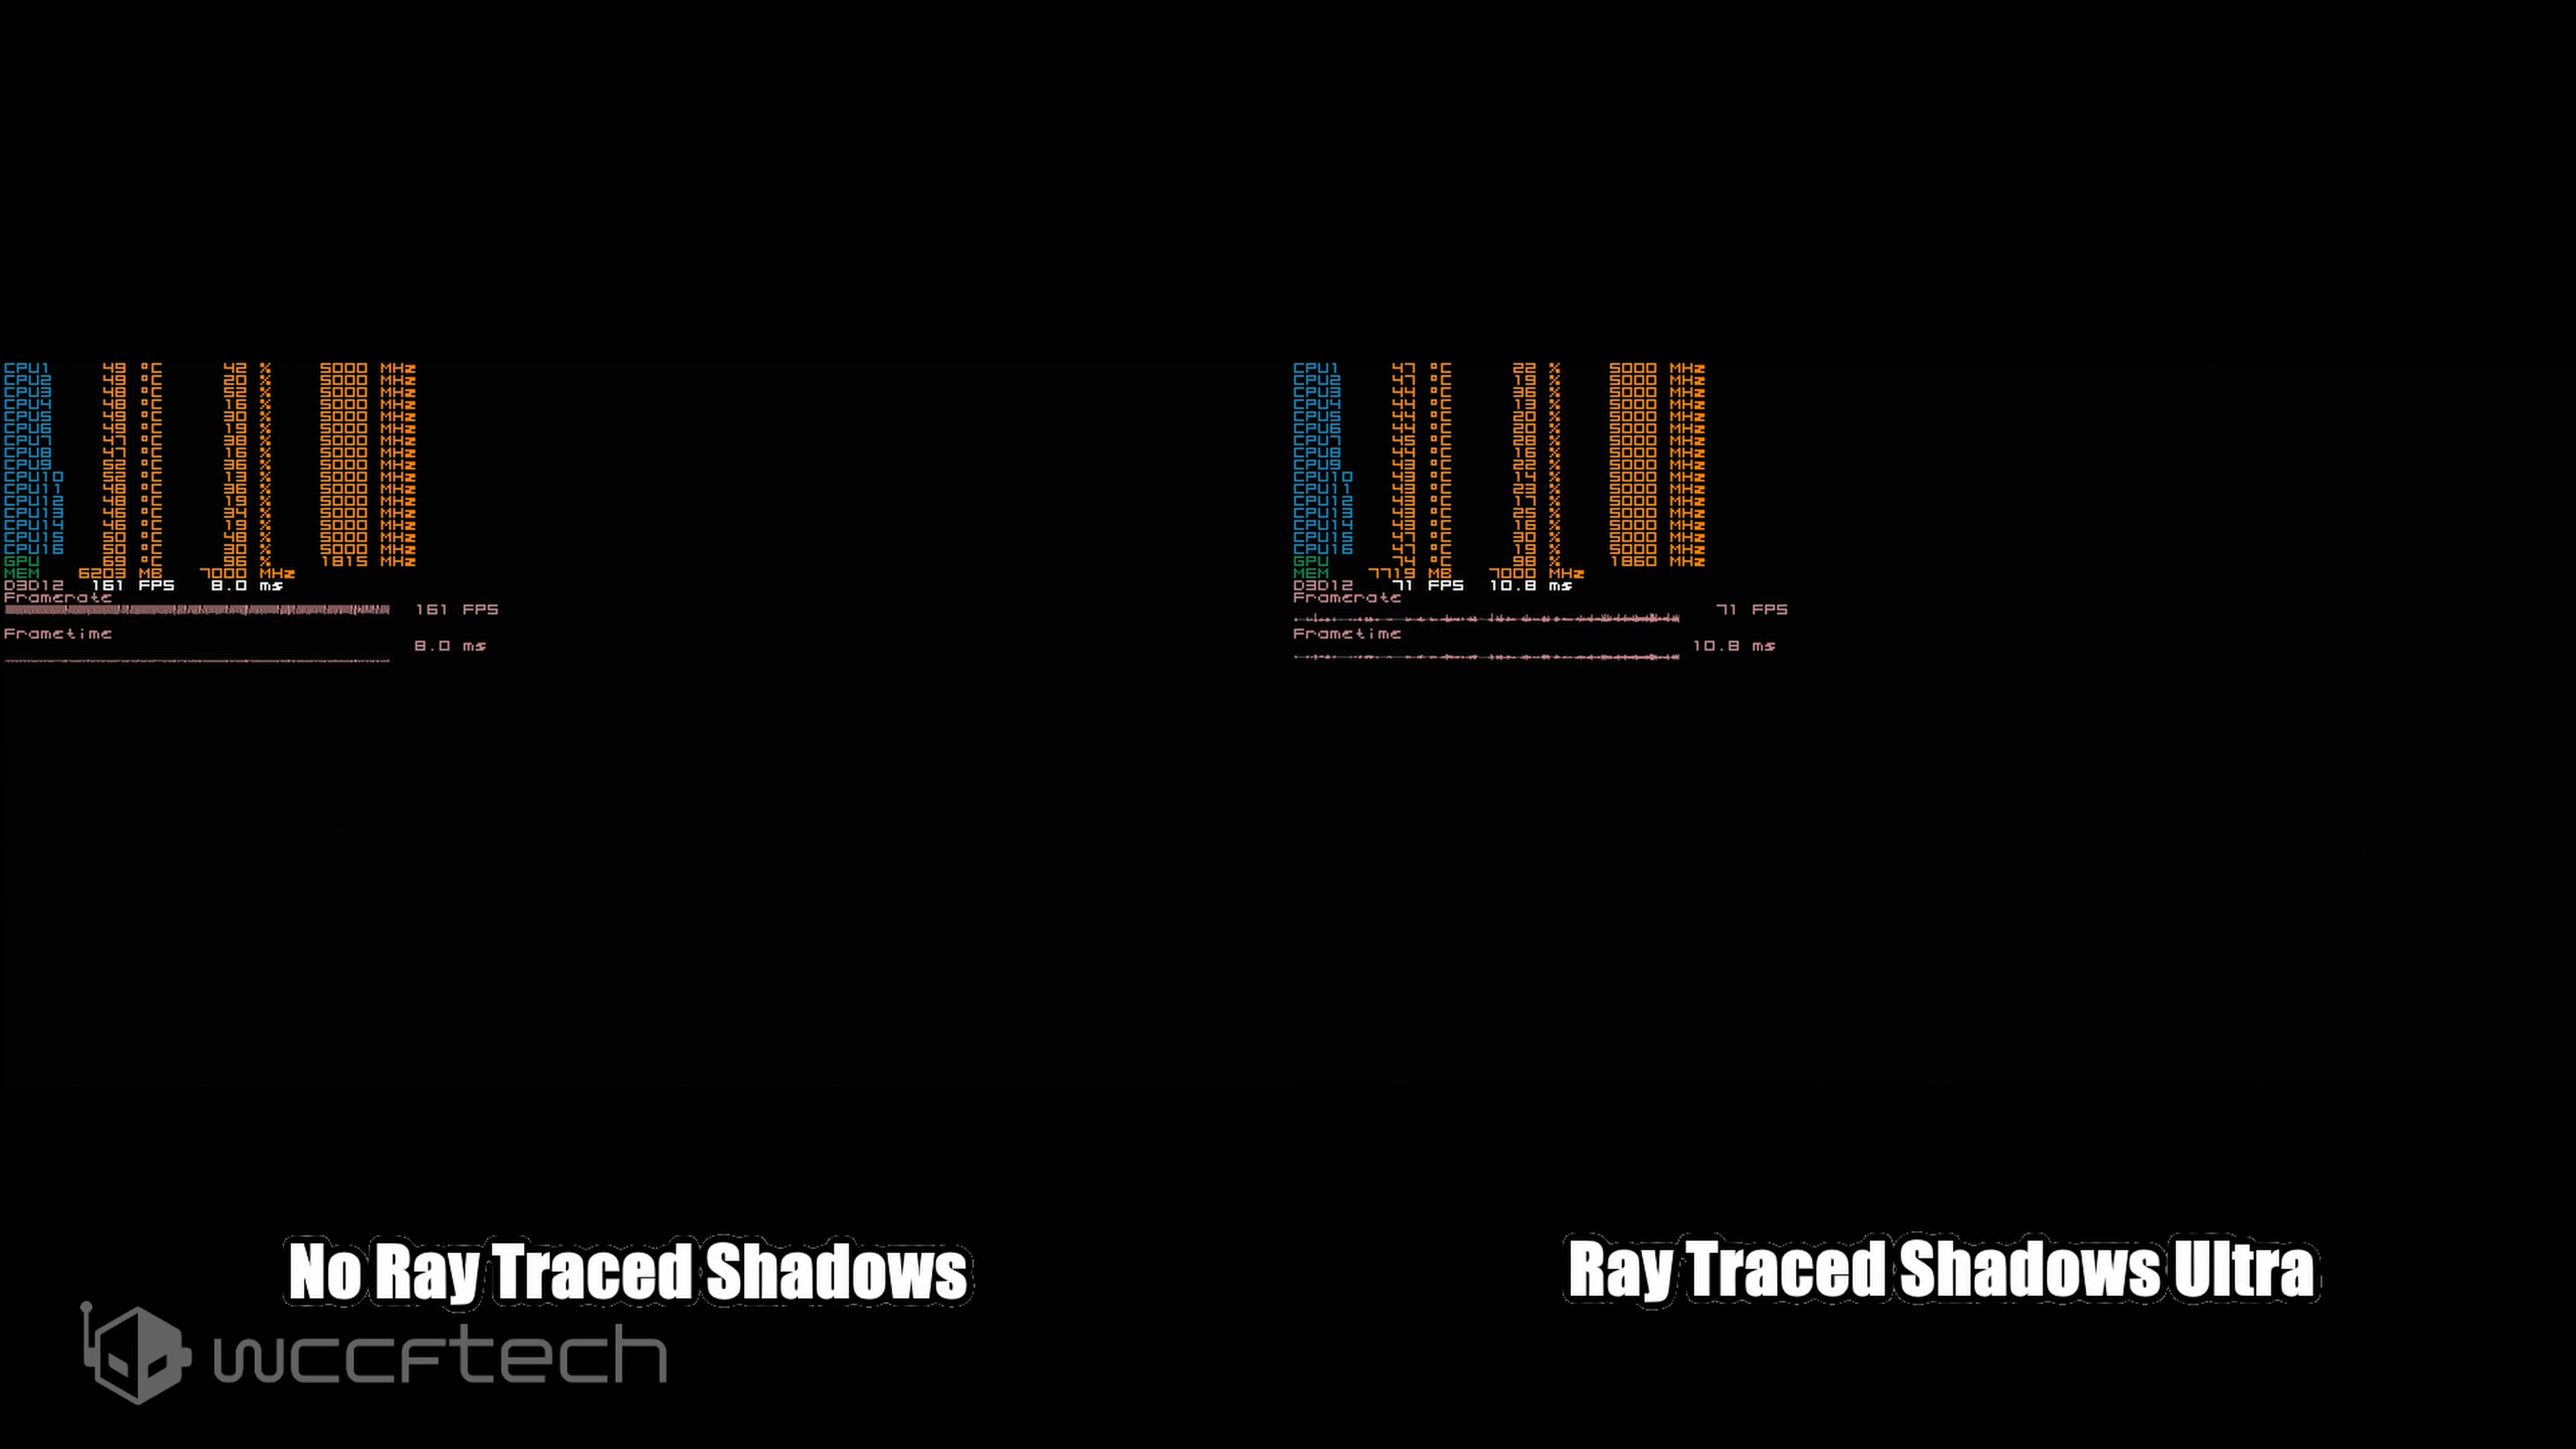 CPU1 49 °C 42 % 5000 MHz
CPU2 49 °C 20 % 5000 MHz
CPU3 48 °C 52 % 5000 MHz
CPU4 48 °C 16 % 5000 MHz
CPU5 49 °C 30 % 5000 MHz
CPU6 49 °C 19 % 5000 MHz
CPU7 47 °C 38 % 5000 MHz
CPU8 47 °C 16 % 5000 MHz
CPU9 52 °C 36 % 5000 MHz
CPU10 52 °C 13 % 5000 MHz
CPU11 48 °C 36 % 5000 MHz
CPU12 48 °C 19 % 5000 MHz
CPU13 46 °C 34 % 5000 MHz
CPU14 46 °C 19 % 5000 MHz
CPU15 50 °C 48 % 5000 MHz
CPU16 50 °C 30 % 5000 MHz
GPU 69 °C 96 % 1815 MHz
MEM 6203 MB 7000 MHz
D3D12 161 FPS 8.0 ms
Framerate
161 FPS
Frametime
8.0 ms
CPU1 47 °C 22 % 5000 MHz
CPU2 47 °C 19 % 5000 MHz
CPU3 44 °C 36 % 5000 MHz
CPU4 44 °C 13 % 5000 MHz
CPU5 44 °C 20 % 5000 MHz
CPU6 44 °C 20 % 5000 MHz
CPU7 45 °C 28 % 5000 MHz
CPU8 44 °C 16 % 5000 MHz
CPU9 43 °C 22 % 5000 MHz
CPU10 43 °C 14 % 5000 MHz
CPU11 43 °C 23 % 5000 MHz
CPU12 43 °C 17 % 5000 MHz
CPU13 43 °C 25 % 5000 MHz
CPU14 43 °C 16 % 5000 MHz
CPU15 47 °C 30 % 5000 MHz
CPU16 47 °C 19 % 5000 MHz
GPU 74 °C 98 % 1860 MHz
MEM 7719 MB 7000 MHz
D3D12 71 FPS 10.8 ms
Framerate
71 FPS
Frametime
10.8 ms
No Ray Traced Shadows
Ray Traced Shadows Ultra
wccftech